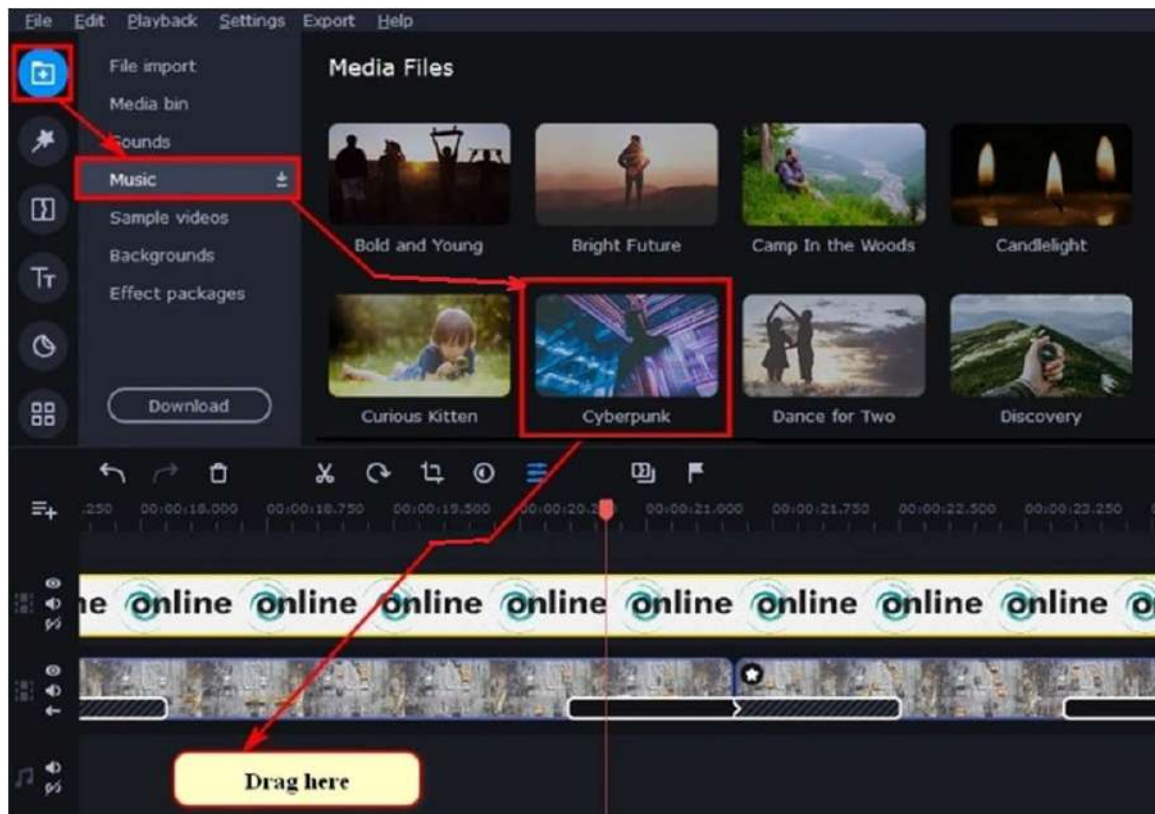 File Edit Playback Settings Export Help
File import
Media bin
Sounds
Music
Sample videos
Backgrounds
Effect packages
Download
Media Files
Bold and Young
Bright Future
Camp In the Woods
Candlelight
Curious Kitten
Cyberpunk
Dance for Two
Discovery
Tт
.250 00:00:18.000 00:00:18.750 00:00:19.500 00:00:21.000 00:00:21.750 00:00:22.500 00:00:23.250
ne online online online online online online online online o
Drag here